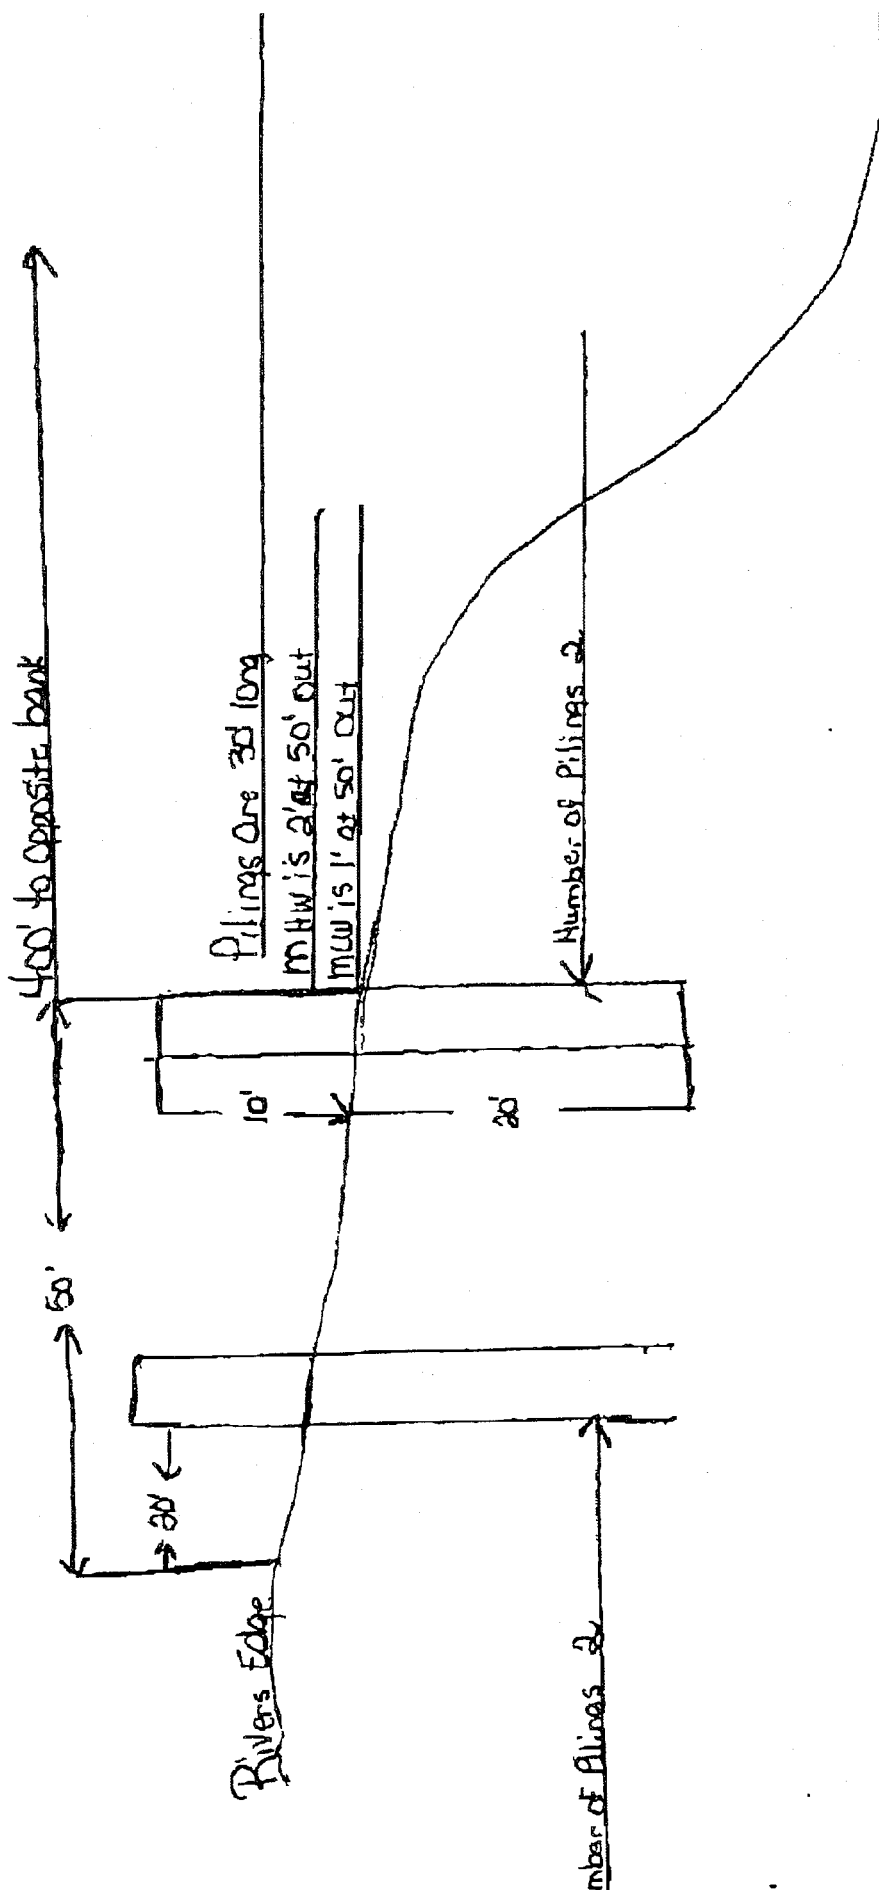 400' to opposite bank
50'
20'
Pilings are 30' long
MHW is 2' at 50' out
MLW is 1' at 50' out
10'
20'
Rivers Edge
Number of Pilings 2
mber of Pilings 2